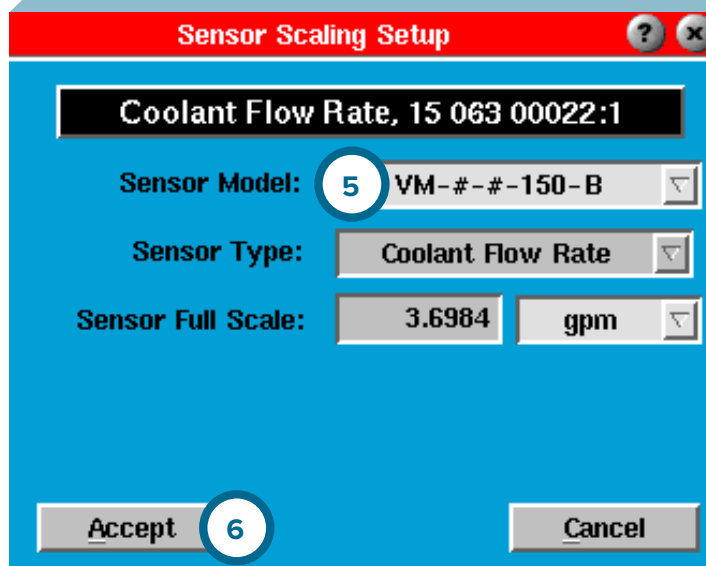 Sensor Scaling Setup ? ×
Coolant Flow Rate, 15 063 00022:1
Sensor Model: 5 VM-#-#-150-B
Sensor Type: Coolant Flow Rate
Sensor Full Scale: 3.6984 gpm
Accept 6 Cancel